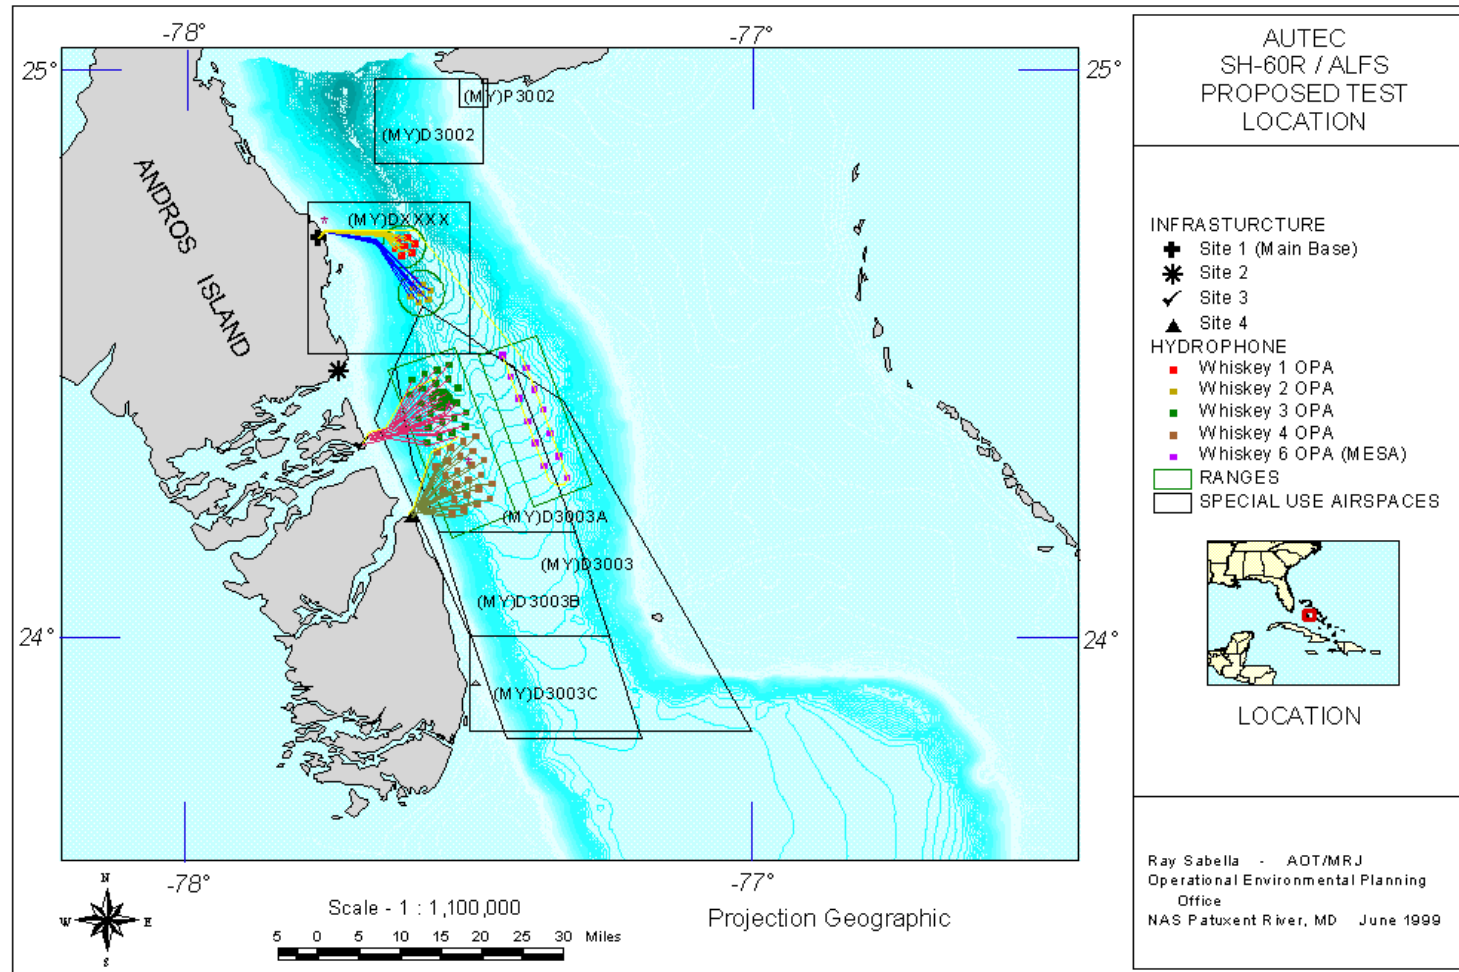 -78°
-77°
25°
25°
(MY)P3002
(MY)D3002
ANDROS ISLAND
*
(MY)DXXXX
(MY)D3003A
(MY)D3003
(MY)D3003B
24°
24°
(MY)D3003C
-78°
-77°
N
W
E
S
Scale - 1 : 1,100,000
5 0 5 10 15 20 25 30 Miles
Projection Geographic
AUTEC
SH-60R / ALFS
PROPOSED TEST
LOCATION
INFRASTURCTURE
Site 1 (Main Base)
Site 2
Site 3
Site 4
HYDROPHONE
Whiskey 1 OPA
Whiskey 2 OPA
Whiskey 3 OPA
Whiskey 4 OPA
Whiskey 6 OPA (MESA)
RANGES
SPECIAL USE AIRSPACES
LOCATION
Ray Sabella - AOT/MRJ
Operational Environmental Planning
Office
NAS Patuxent River, MD June 1999